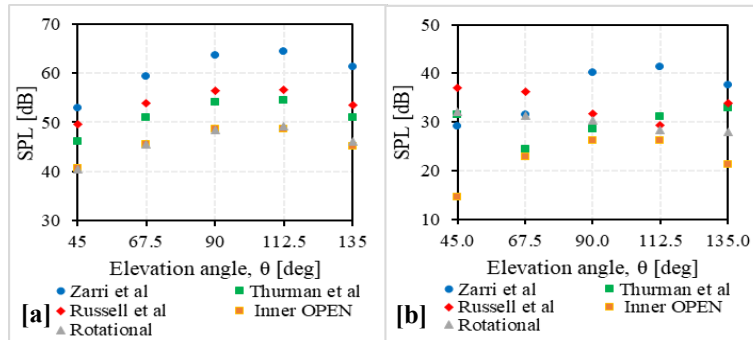 70
60
50
40
30
SPL [dB]
45 67.5 90 112.5 135
Elevation angle, θ [deg]
Zarri et al Thurman et al
Russell et al Inner OPEN
Rotational
[a]
50
40
30
20
10
SPL [dB]
45.0 67.5 90.0 112.5 135.0
Elevation angle, θ [deg]
Zarri et al Thurman et al
Russell et al Inner OPEN
Rotational
[b]